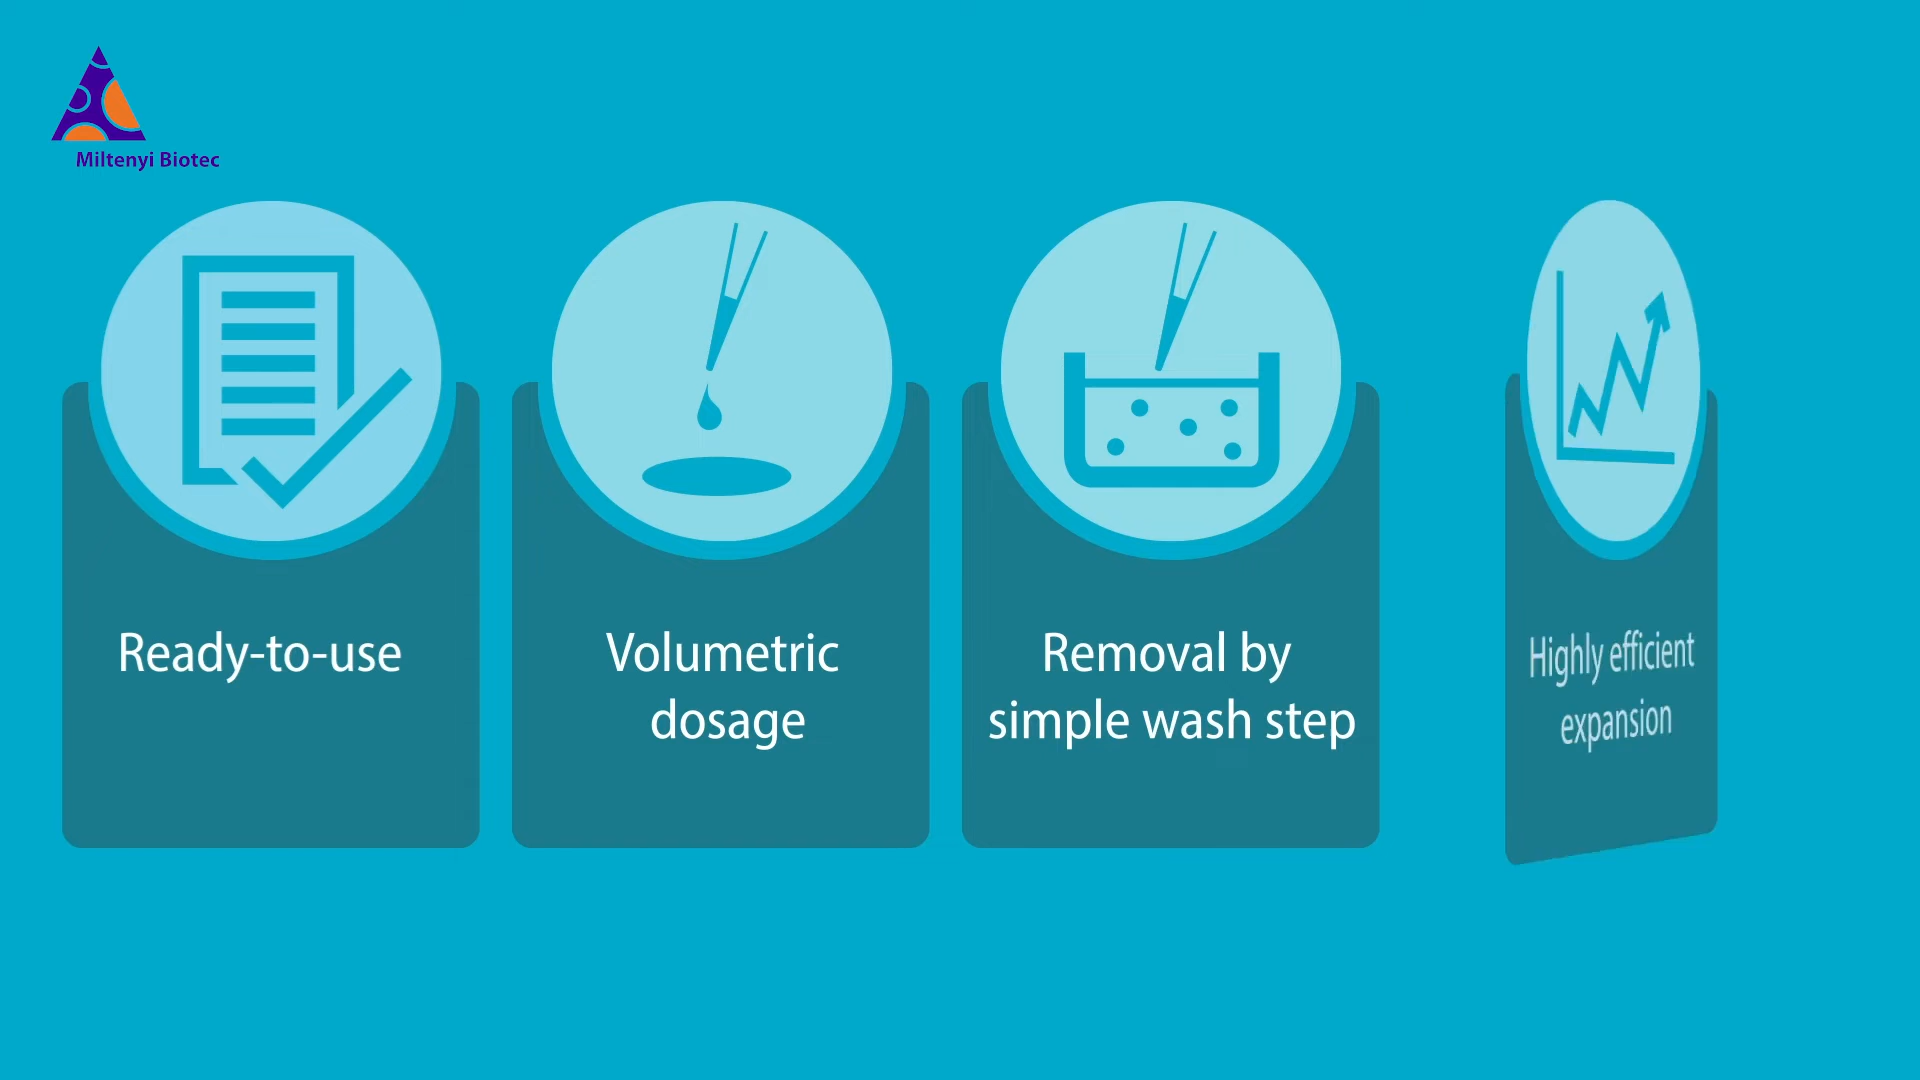 Miltenyi Biotec
Ready-to-use
Volumetric
dosage
Removal by
simple wash step
Highly efficient
expansion